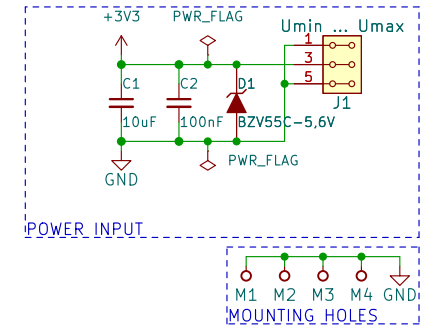 +3V3
PWR_FLAG
Umin ... Umax
1
3
5
J1
C1
10uF
C2
100nF
D1
BZV55C-5,6V
GND
PWR_FLAG
POWER INPUT
M1
M2
M3
M4
GND
MOUNTING HOLES